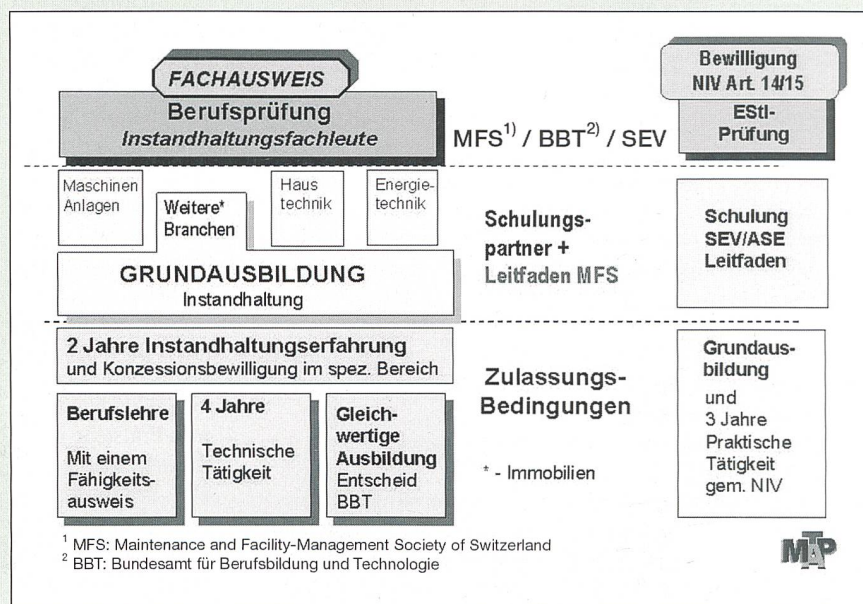 FACHAUSWEIS
Berufsprüfung
Instandhaltungsfachleute
MFS1) / BBT2) / SEV
Bewilligung
NIV Art. 14/15
EStI-
Prüfung
Maschinen
Anlagen
Weitere*
Branchen
Haus
technik
Energie-
technik
GRUNDAUSBILDUNG
Instandhaltung
Schulungs-
partner +
Leitfaden MFS
Schulung
SEV/ASE
Leitfaden
2 Jahre Instandhaltungserfahrung
und Konzessionsbewilligung im spez. Bereich
Berufslehre
Mit einem
Fähigkeits-
ausweis
4 Jahre
Technische
Tätigkeit
Gleich-
wertige
Ausbildung
Entscheid
BBT
Zulassungs-
Bedingungen
* - Immobilien
Grundaus-
bildung
und
3 Jahre
Praktische
Tätigkeit
gem. NIV
1 MFS: Maintenance and Facility-Management Society of Switzerland
2 BBT: Bundesamt für Berufsbildung und Technologie